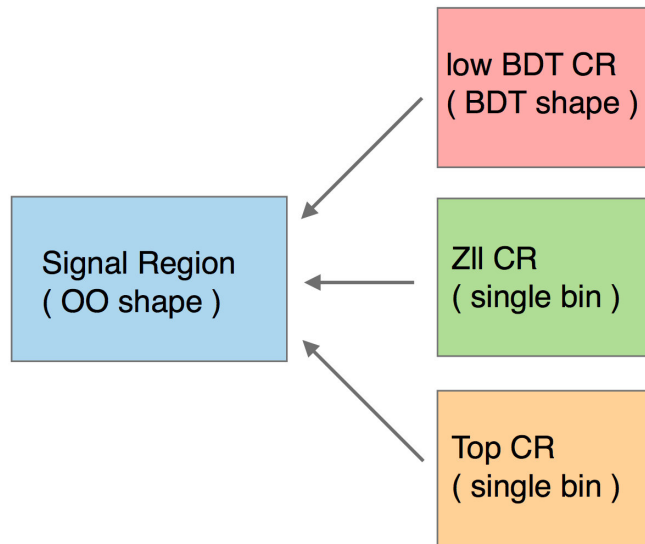 low BDT CR
( BDT shape )
Signal Region
( OO shape )
Zll CR
( single bin )
Top CR
( single bin )